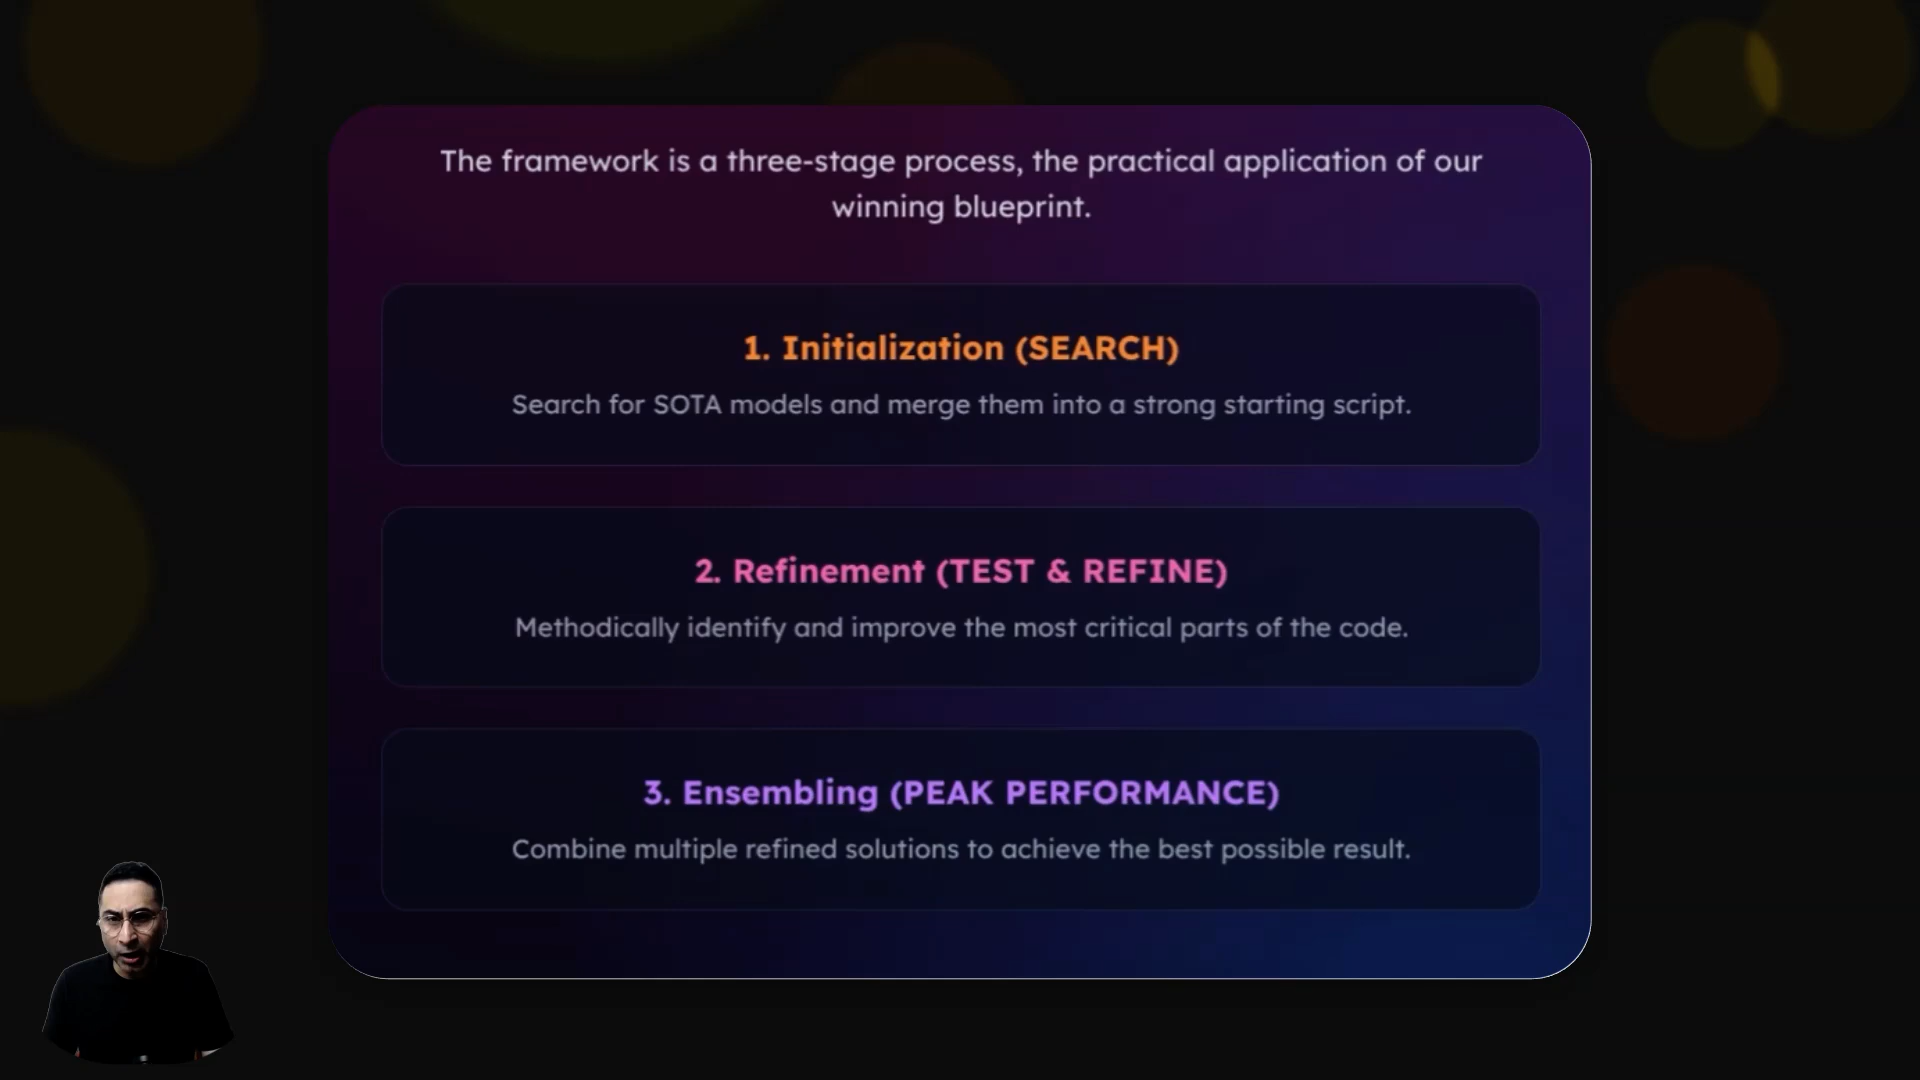 The framework is a three-stage process, the practical application of our
winning blueprint.
1. Initialization (SEARCH)
Search for SOTA models and merge them into a strong starting script.
2. Refinement (TEST & REFINE)
Methodically identify and improve the most critical parts of the code.
3. Ensembling (PEAK PERFORMANCE)
Combine multiple refined solutions to achieve the best possible result.